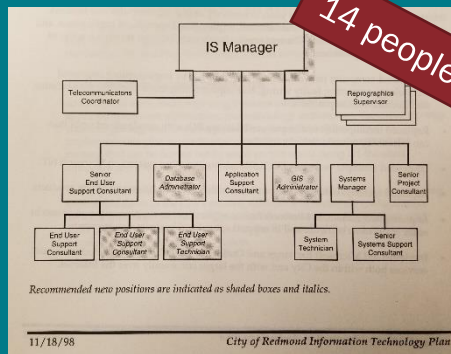 14 people
IS Manager
Telecommunications
Coordinator
Reprographics
Supervisor
Senior
End User
Support Consultant
Database
Administrator
Application
Support
Consultant
GIS
Administrator
Systems
Manager
Senior
Project
Consultant
End User
Support
Consultant
End User
Support
Consultant
End User
Support
Technician
System
Technician
Senior
Systems Support
Consultant
Recommended new positions are indicated as shaded boxes and italics.
11/18/98
City of Redmond Information Technology Plan